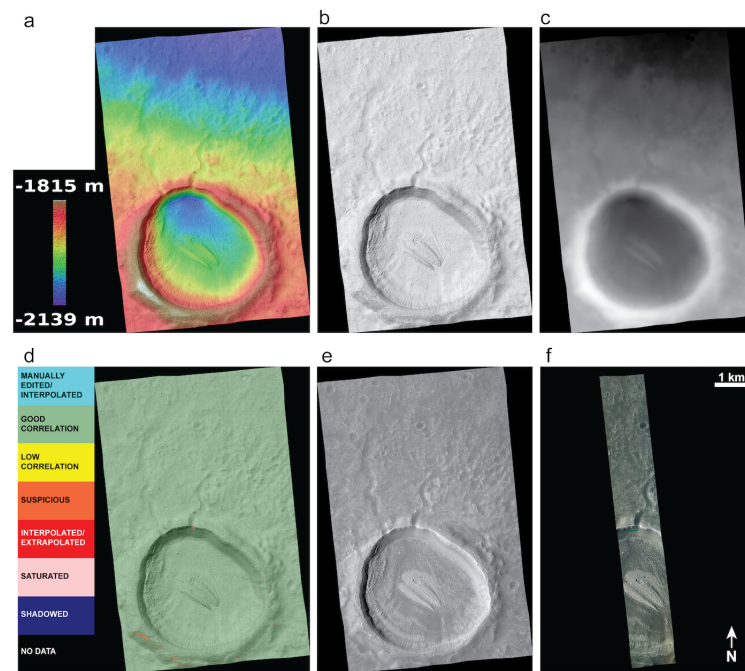 a
b
c
-1815 m
-2139 m
d
e
f
MANUALLY
EDITED/
INTERPOLATED
GOOD
CORRELATION
LOW
CORRELATION
SUSPICIOUS
INTERPOLATED/
EXTRAPOLATED
SATURATED
SHADOWED
NO DATA
1 km
N